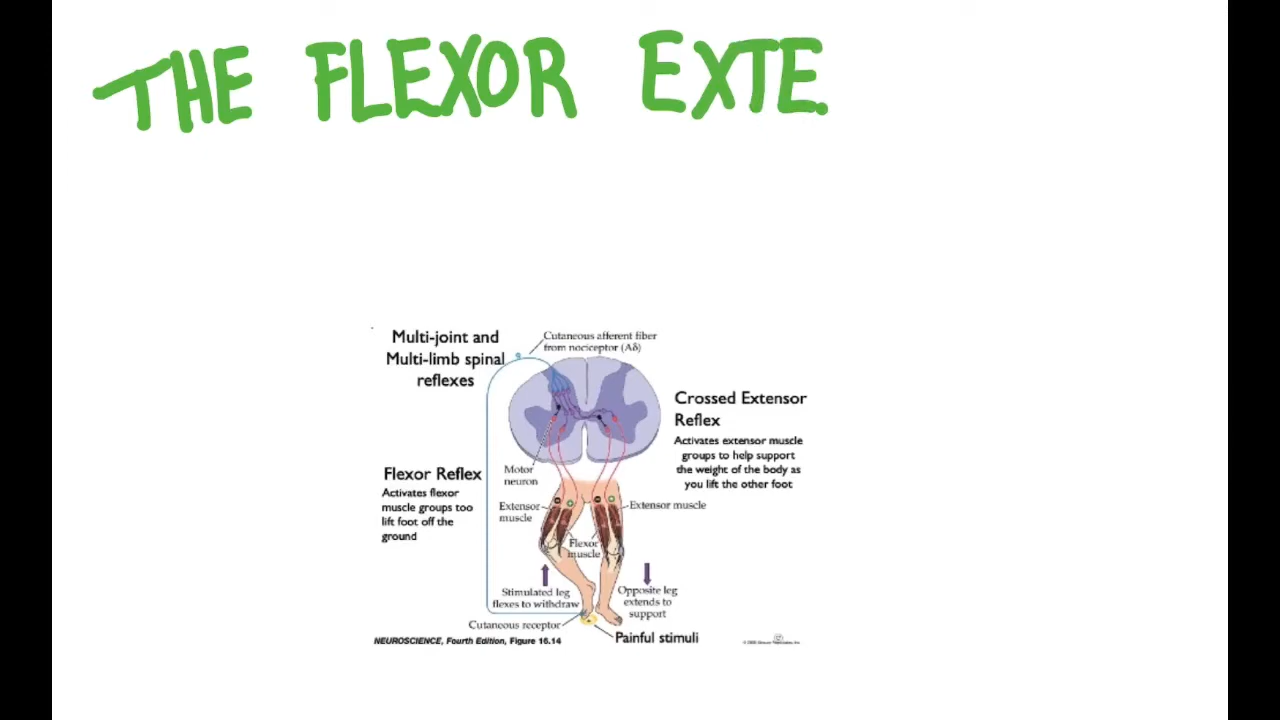 THE FLEXOR EXTE
Multi-joint and
Multi-limb spinal
reflexes
Cutaneous afferent fiber
from nociceptor (Aδ)
Crossed Extensor
Reflex
Activates extensor muscle
groups to help support
the weight of the body as
you lift the other foot
Flexor Reflex
Activates flexor
muscle groups too
lift foot off the
ground
Motor
neuron
Extensor
muscle
Extensor muscle
Flexor
muscle
Stimulated leg
flexes to withdraw
Opposite leg
extends to
support
Cutaneous receptor
Painful stimuli
NEUROSCIENCE, Fourth Edition, Figure 16.14